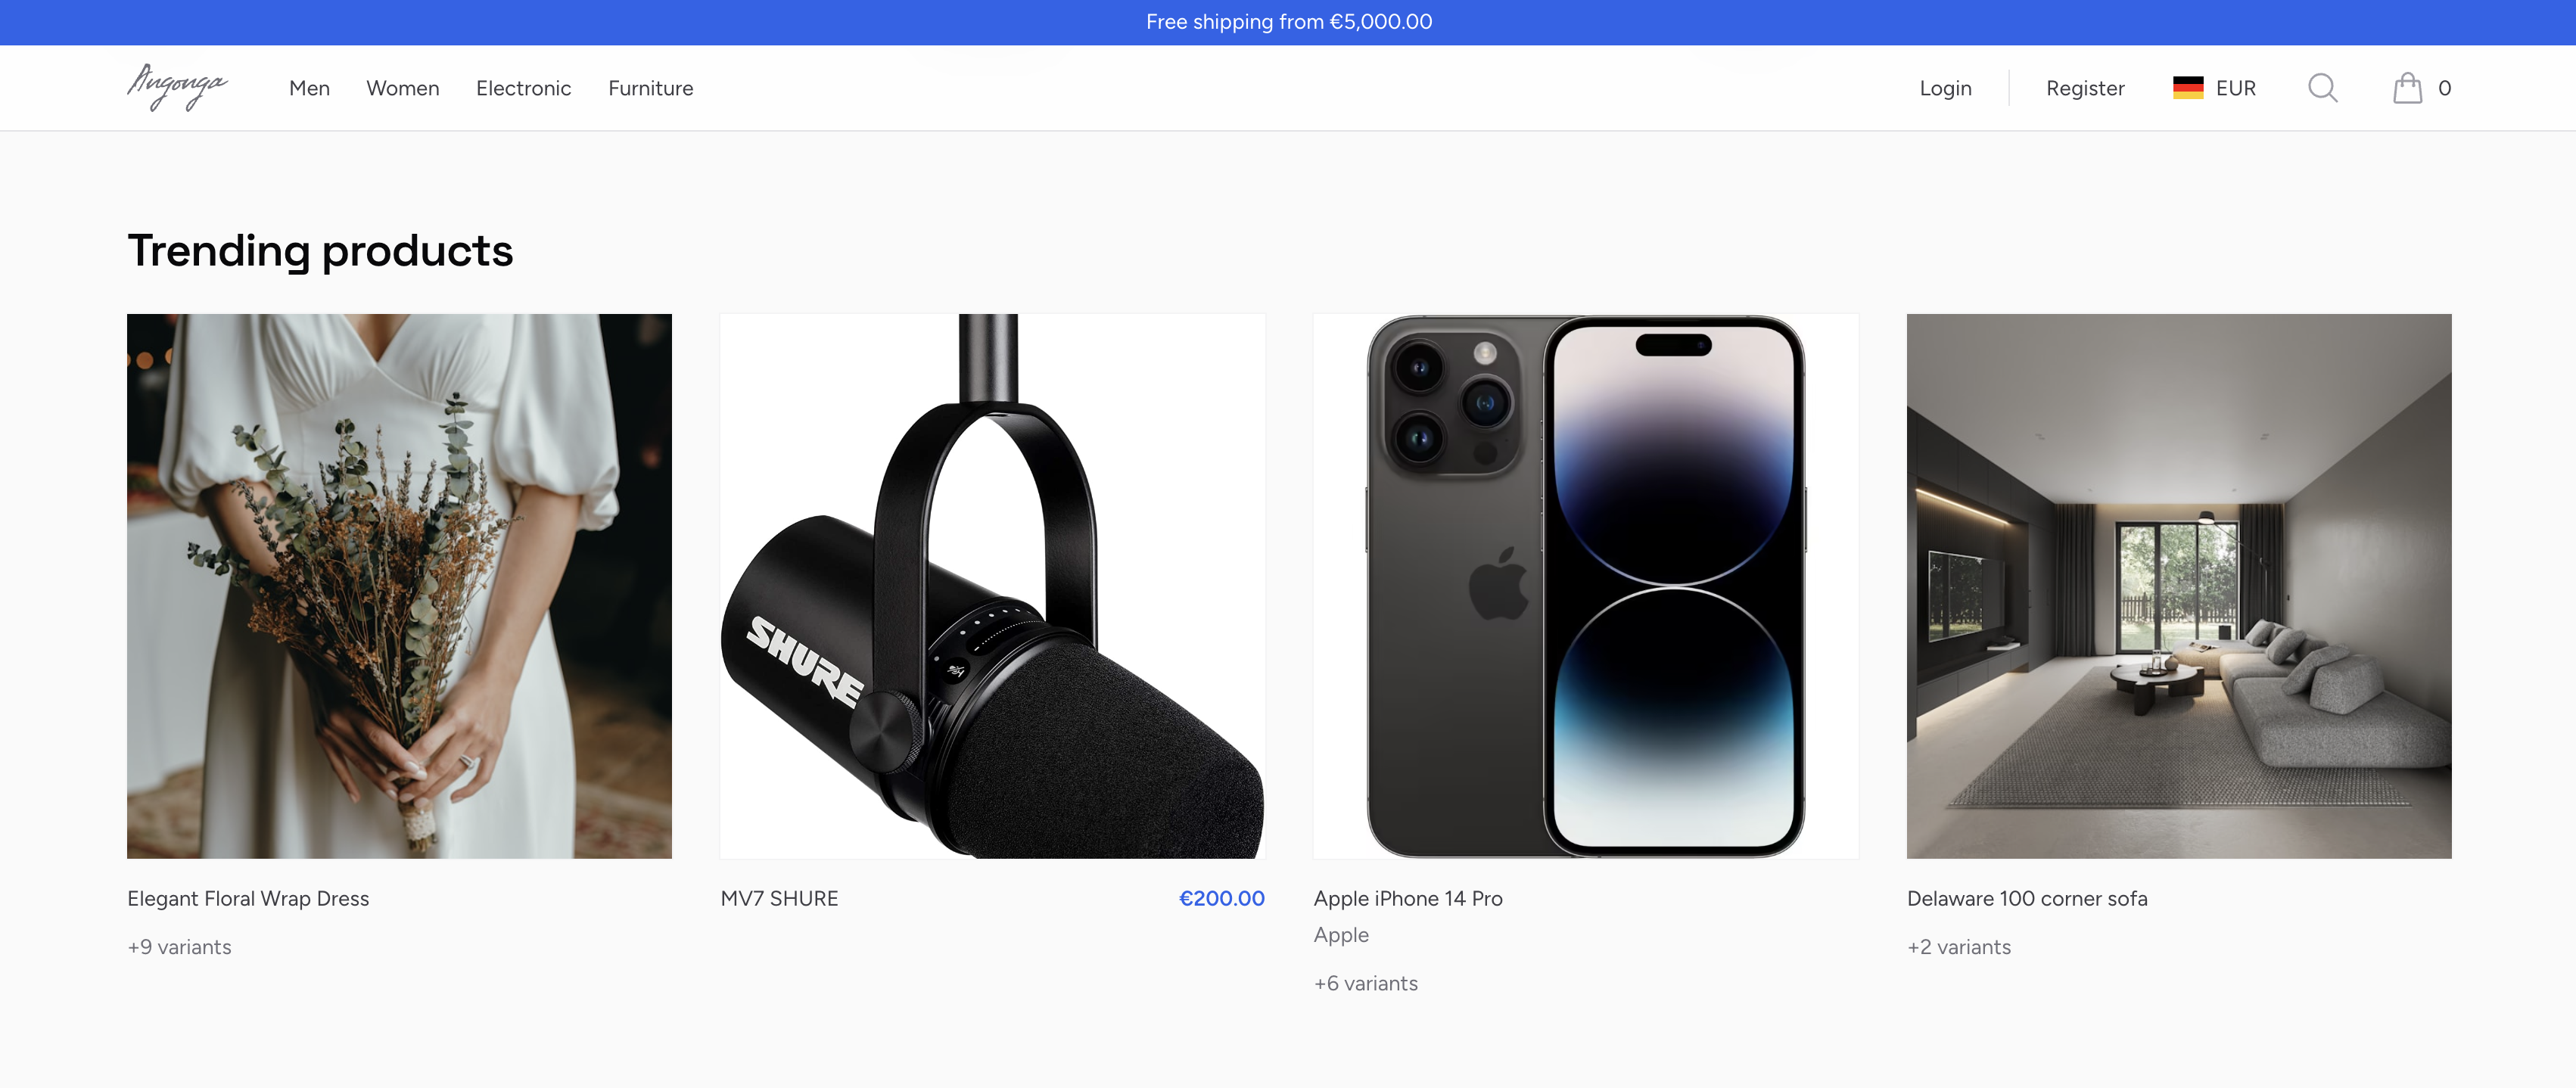 Free shipping from €5,000.00
Angonga
Men Women Electronic Furniture
Login Register EUR 0
Trending products
SHURE
Elegant Floral Wrap Dress
+9 variants
MV7 SHURE €200.00
Apple iPhone 14 Pro
Apple
+6 variants
Delaware 100 corner sofa
+2 variants